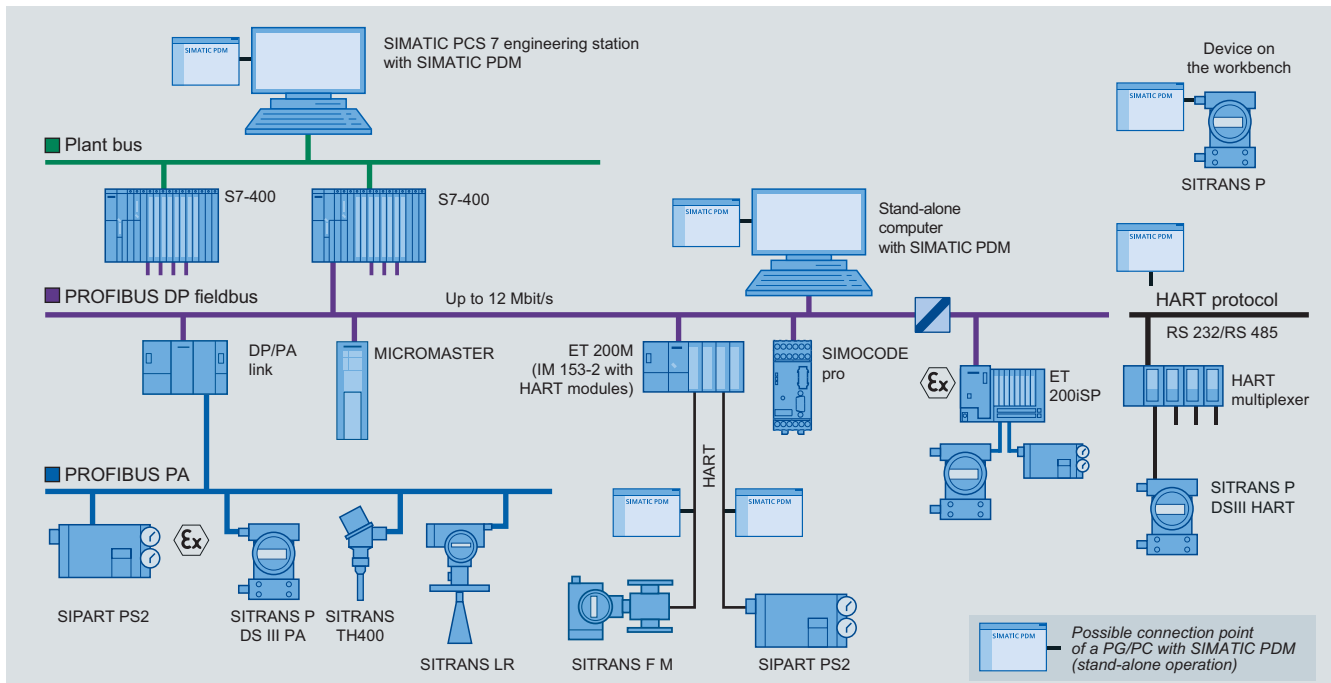 SIMATIC PDM
SIMATIC PCS 7 engineering station
with SIMATIC PDM
Device on
the workbench
SIMATIC PDM
SITRANS P
Plant bus
S7-400
S7-400
SIMATIC PDM
Stand-alone
computer
with SIMATIC PDM
SIMATIC PDM
PROFIBUS DP fieldbus
Up to 12 Mbit/s
HART protocol
RS 232/RS 485
DP/PA
link
MICROMASTER
ET 200M
(IM 153-2 with
HART modules)
SIMOCODE
pro
εx
ET
200iSP
HART
multiplexer
HART
PROFIBUS PA
SIMATIC PDM
SIMATIC PDM
SITRANS P
DSIII HART
εx
SIPART PS2
SITRANS P
DS III PA
SITRANS
TH400
SITRANS LR
SITRANS F M
SIPART PS2
SIMATIC PDM
Possible connection point
of a PG/PC with SIMATIC PDM
(stand-alone operation)